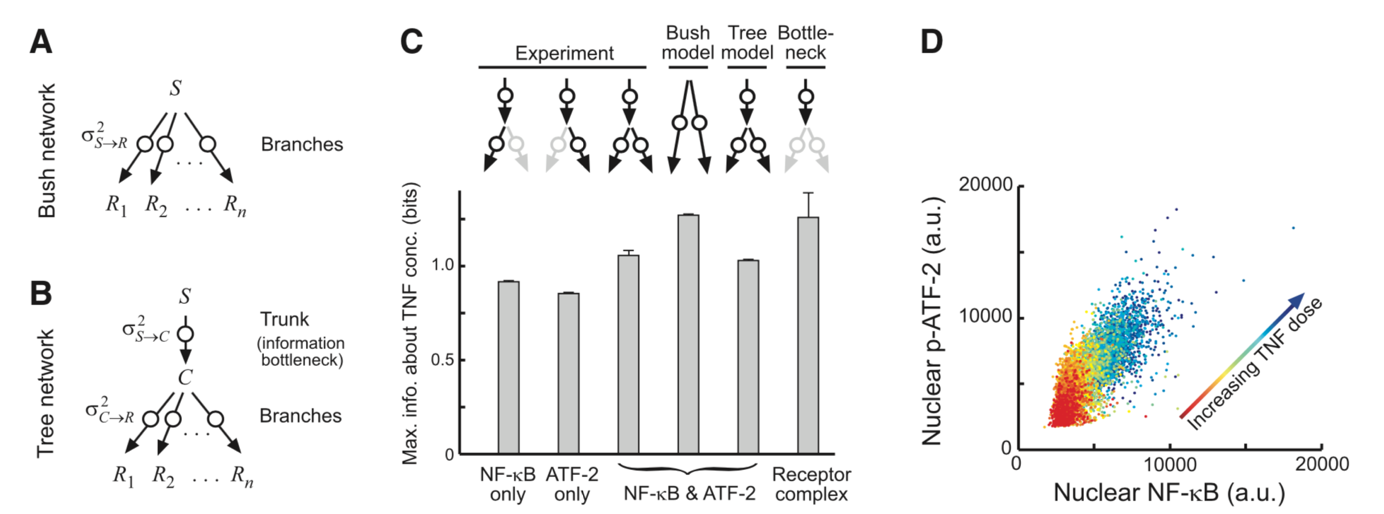 A
Bush network
S
σ²S→R
Branches
R1 R2 ... Rn
B
Tree network
S
σ²S→C
Trunk
(information
bottleneck)
C
σ²C→R
Branches
R1 R2 ... Rn
C
Experiment
Bush
model
Tree
model
Bottle-
neck
Max. info. about TNF conc. (bits)
1.0
0.5
0
NF-κB
only
ATF-2
only
NF-κB & ATF-2
Receptor
complex
D
Nuclear p-ATF-2 (a.u.)
20000
10000
0
Increasing TNF dose
0 10000 20000
Nuclear NF-κB (a.u.)